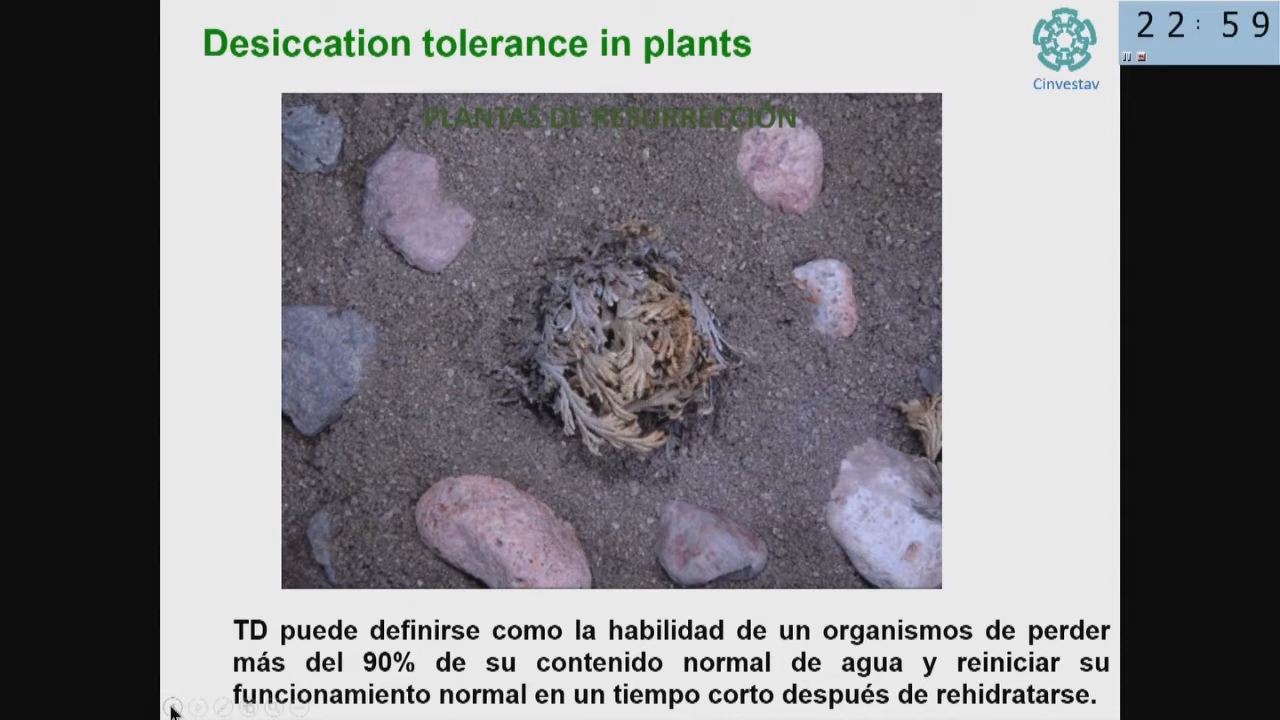 Desiccation tolerance in plants
22:59
Cinvestav
PLANTAS DE RESURRECCIÓN
TD puede definirse como la habilidad de un organismos de perder
más del 90% de su contenido normal de agua y reiniciar su
funcionamiento normal en un tiempo corto después de rehidratarse.